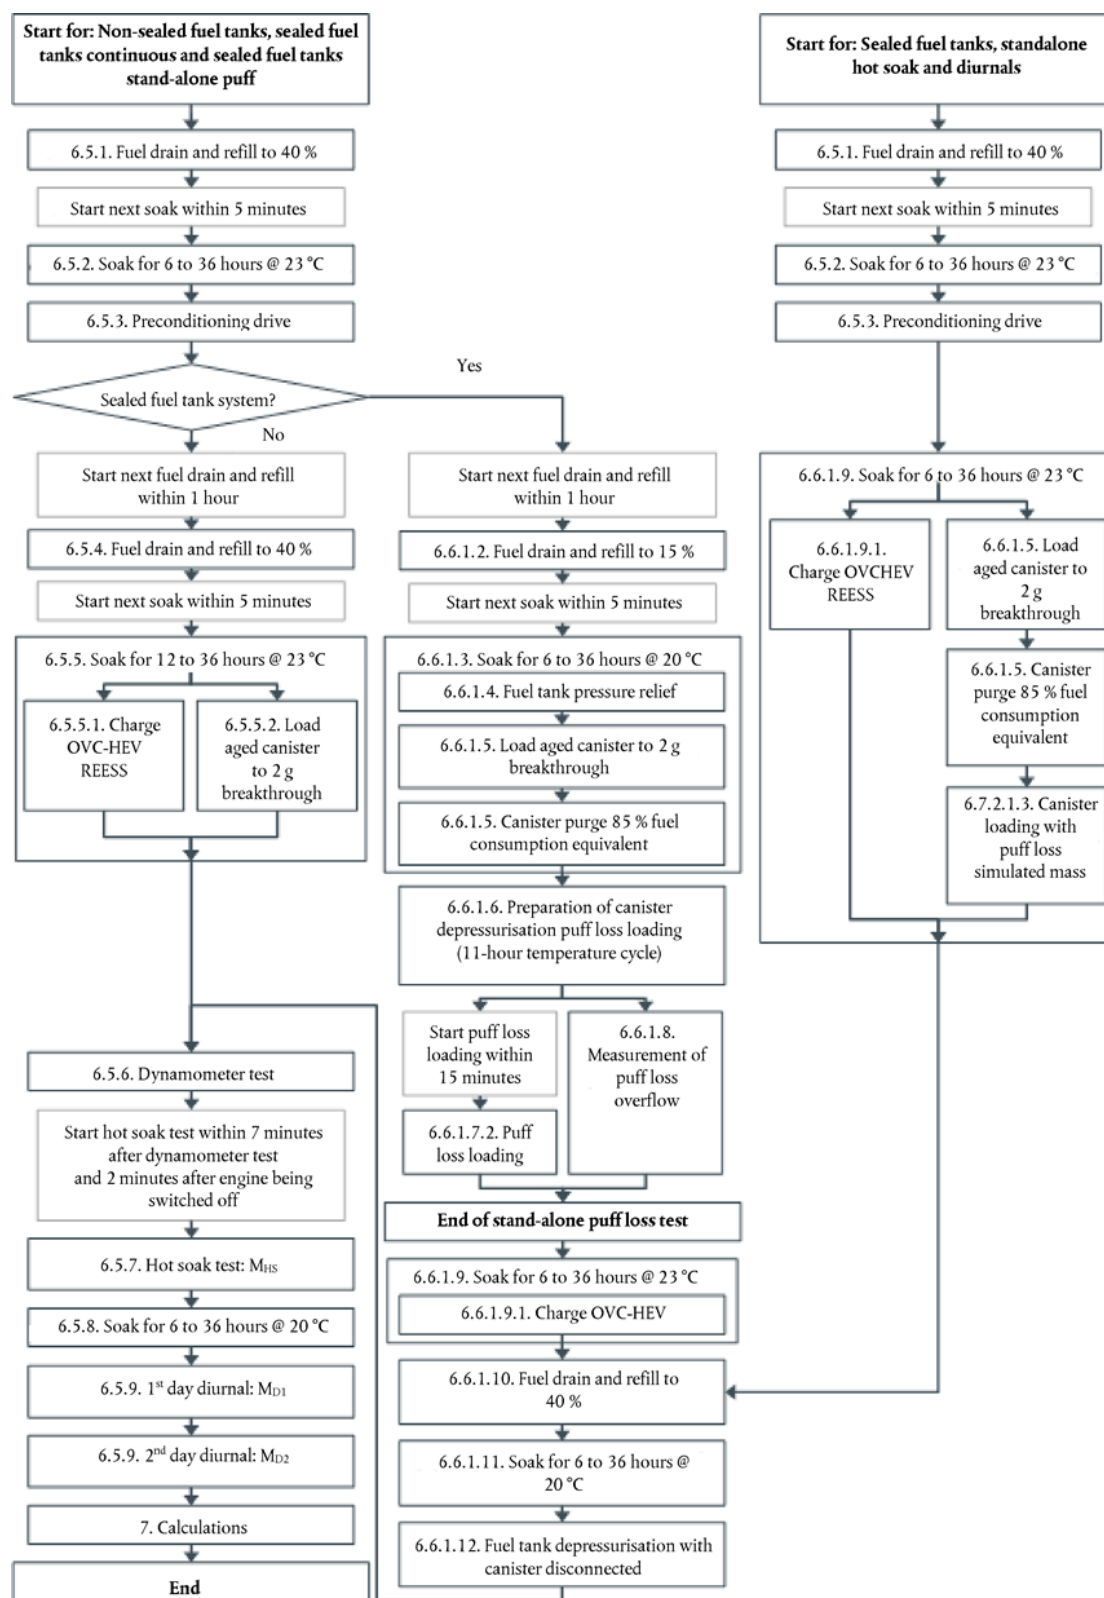 Start for: Non-sealed fuel tanks, sealed fuel
tanks continuous and sealed fuel tanks
stand-alone puff
6.5.1. Fuel drain and refill to 40 %
Start next soak within 5 minutes
6.5.2. Soak for 6 to 36 hours @ 23 °C
6.5.3. Preconditioning drive
Sealed fuel tank system?
Yes
No
Start next fuel drain and refill
within 1 hour
6.5.4. Fuel drain and refill to 40 %
Start next soak within 5 minutes
6.5.5. Soak for 12 to 36 hours @ 23 °C
6.5.5.1. Charge
OVC-HEV
REESS
6.5.5.2. Load
aged canister
to 2 g
breakthrough
6.5.6. Dynamometer test
Start hot soak test within 7 minutes
after dynamometer test
and 2 minutes after engine being
switched off
6.5.7. Hot soak test: MHS
6.5.8. Soak for 6 to 36 hours @ 20 °C
6.5.9. 1st day diurnal: MD1
6.5.9. 2nd day diurnal: MD2
7. Calculations
End
Start next fuel drain and refill
within 1 hour
6.6.1.2. Fuel drain and refill to 15 %
Start next soak within 5 minutes
6.6.1.3. Soak for 6 to 36 hours @ 20 °C
6.6.1.4. Fuel tank pressure relief
6.6.1.5. Load aged canister to 2 g
breakthrough
6.6.1.5. Canister purge 85 % fuel
consumption equivalent
6.6.1.6. Preparation of canister
depressurisation puff loss loading
(11-hour temperature cycle)
Start puff loss
loading within
15 minutes
6.6.1.7.2. Puff
loss loading
6.6.1.8.
Measurement of
puff loss
overflow
End of stand-alone puff loss test
6.6.1.9. Soak for 6 to 36 hours @ 23 °C
6.6.1.9.1. Charge OVC-HEV
6.6.1.10. Fuel drain and refill to
40 %
6.6.1.11. Soak for 6 to 36 hours @
20 °C
6.6.1.12. Fuel tank depressurisation with
canister disconnected
Start for: Sealed fuel tanks, standalone
hot soak and diurnals
6.5.1. Fuel drain and refill to 40%
Start next soak within 5 minutes
6.5.2. Soak for 6 to 36 hours @ 23 °C
6.5.3. Preconditioning drive
6.6.1.9. Soak for 6 to 36 hours @ 23 °C
6.6.1.9.1.
Charge OVCHEV
REESS
6.6.1.5. Load
aged canister to
2 g
breakthrough
6.6.1.5. Canister
purge 85 % fuel
consumption
equivalent
6.7.2.1.3. Canister
loading with
puff loss
simulated mass